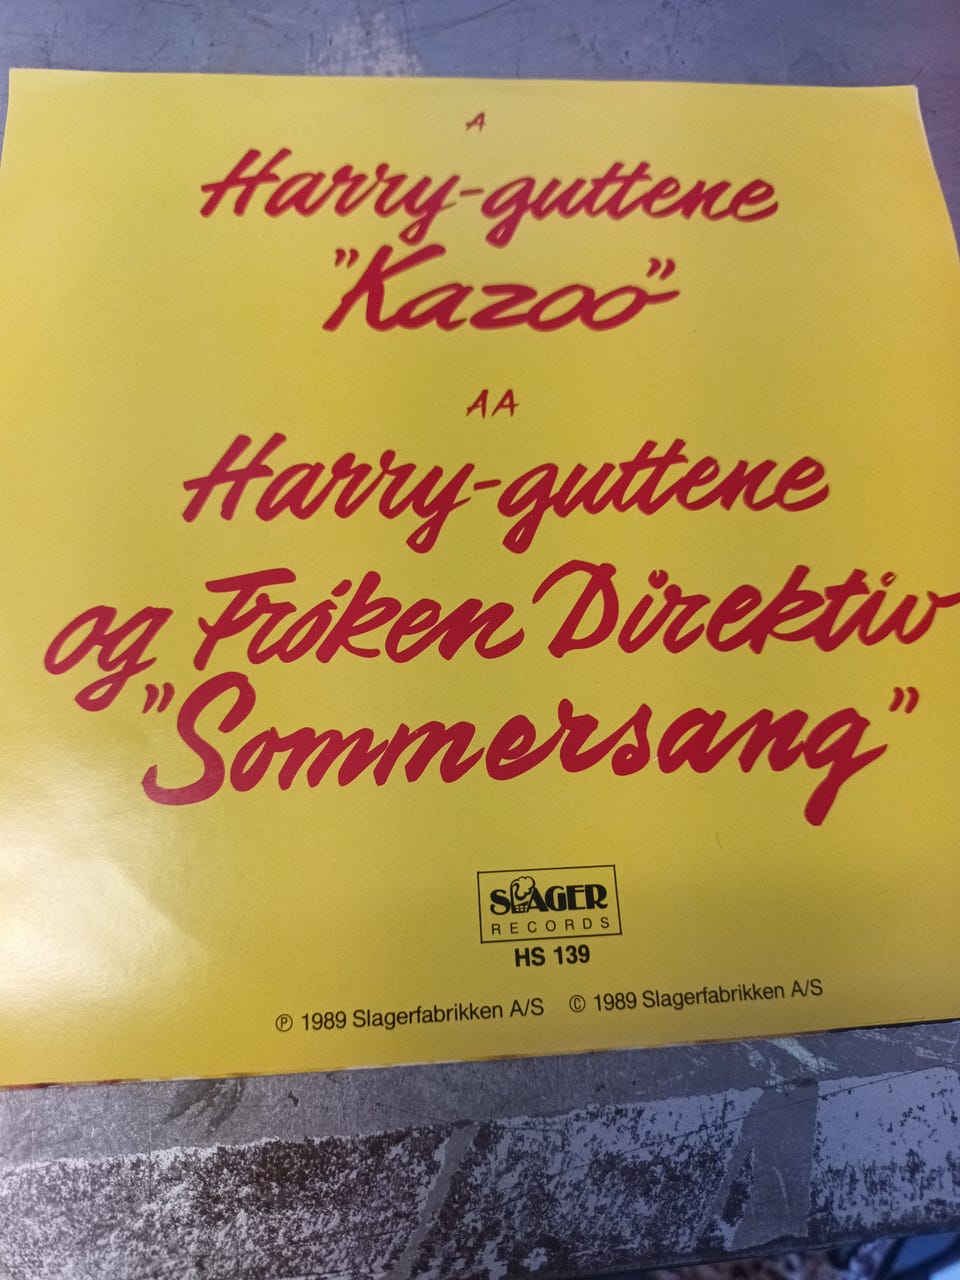 A
Harry-guttene
"Kazoo"
AA
Harry-guttene
og Frøken Direktiv
"Sommersang"
SLAGER
RECORDS
HS 139
℗ 1989 Slagerfabrikken A/S © 1989 Slagerfabrikken A/S